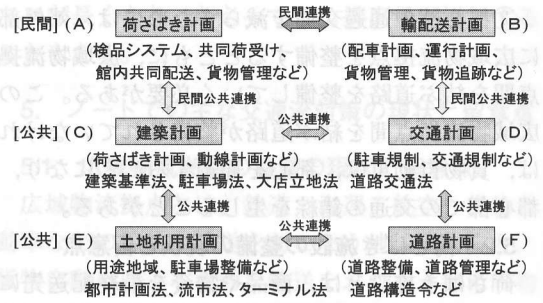 民間連携
[民間] (A) 荷さばき計画 輸配送計画 (B)
(検品システム、共同荷受け、 (配車計画、運行計画、
館内共同配送、貨物管理など) 貨物管理、貨物追跡など)
民間公共連携 民間公共連携
公共連携
[公共] (C) 建築計画 交通計画 (D)
(荷さばき計画、動線計画など) (駐車規制、交通規制など)
建築基準法、駐車場法、大店立地法 道路交通法
公共連携 公共連携
公共連携
[公共] (E) 土地利用計画 道路計画 (F)
(用途地域、駐車場整備など) (道路整備、道路管理など)
都市計画法、流市法、ターミナル法 道路構造令など